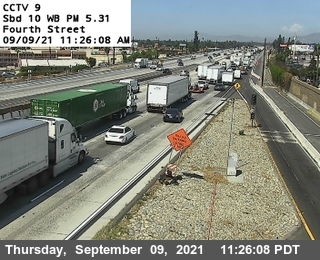 CCTV 9
Sbd 10 WB PM 5.31
Fourth Street
09/09/21 11:26:08 AM
Thursday, September 09, 2021 11:26:08 PDT